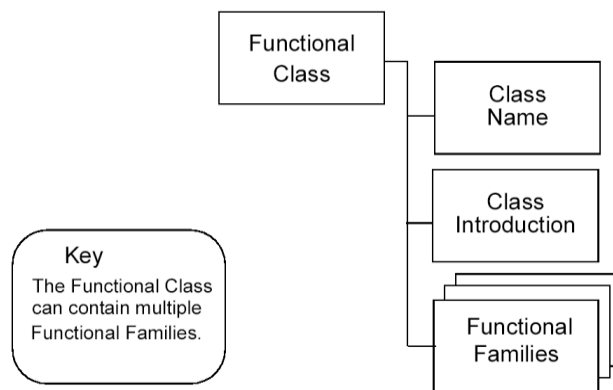 Functional
Class
Class
Name
Class
Introduction
Key
The Functional Class
can contain multiple
Functional Families.
Functional
Families